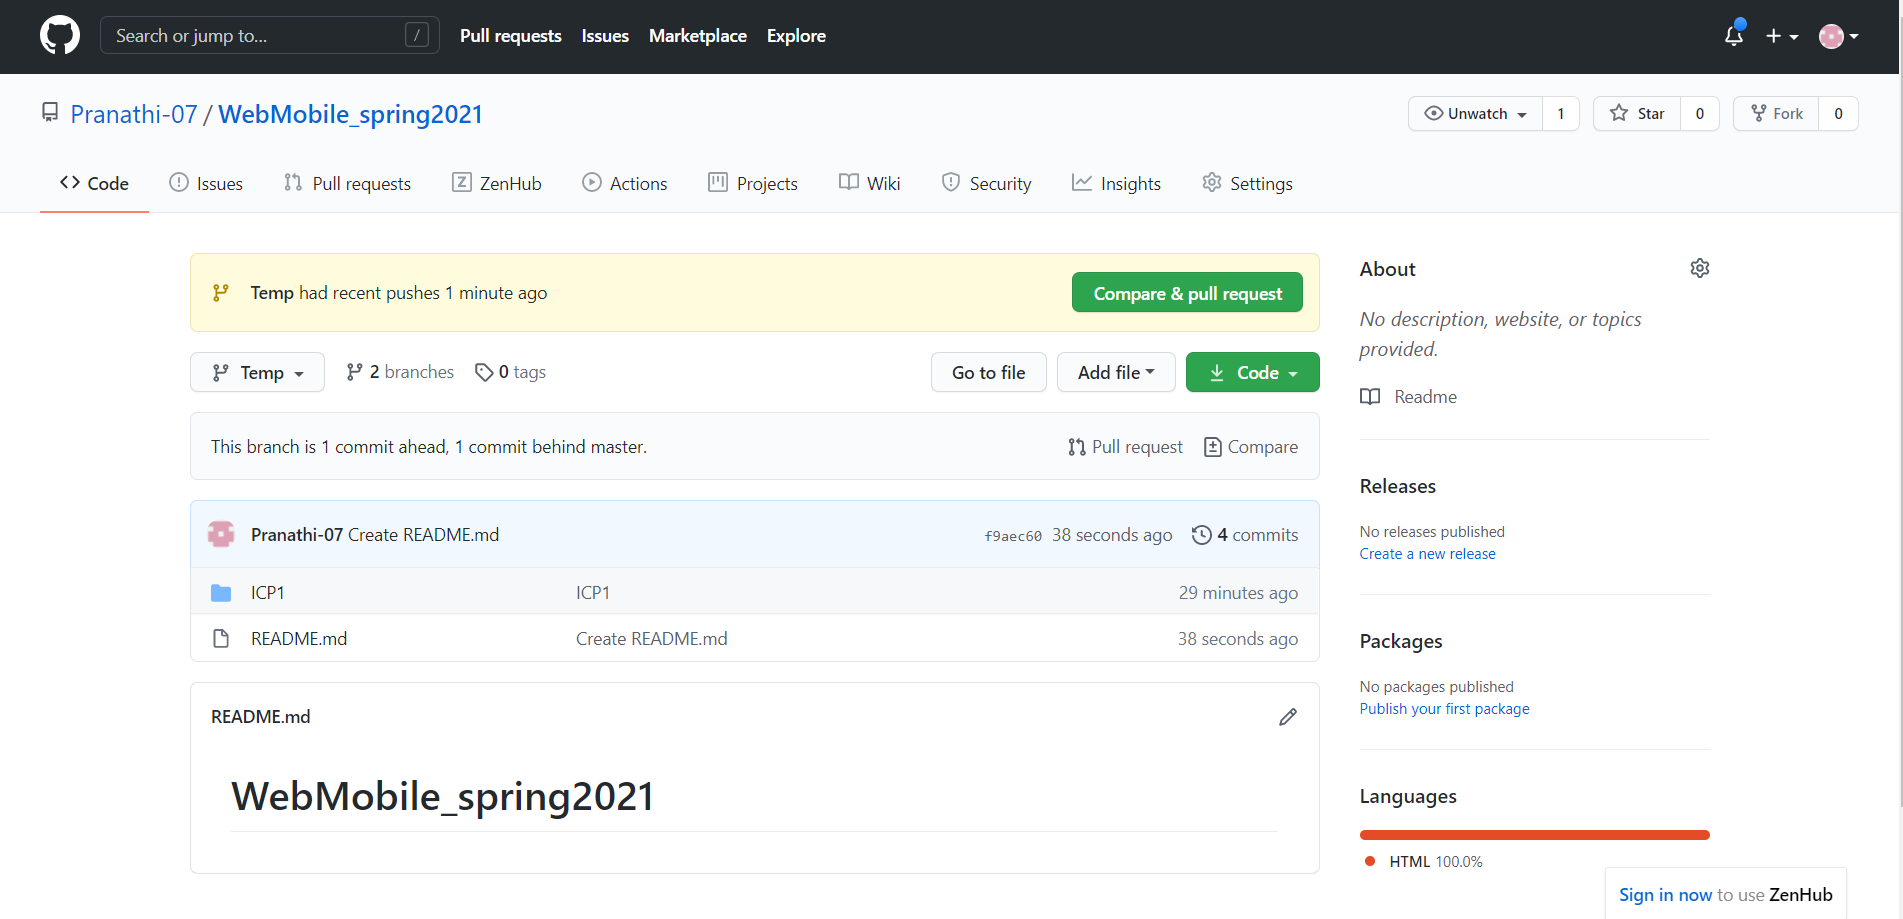 Search or jump to... /
Pull requests Issues Marketplace Explore
Pranathi-07 / WebMobile_spring2021
Unwatch 1 Star 0 Fork 0
Code Issues Pull requests Z ZenHub Actions Projects Wiki Security Insights Settings
Temp had recent pushes 1 minute ago Compare & pull request
Temp 2 branches 0 tags Go to file Add file Code
This branch is 1 commit ahead, 1 commit behind master. Pull request Compare
Pranathi-07 Create README.md f9aec60 38 seconds ago 4 commits
ICP1 ICP1 29 minutes ago
README.md Create README.md 38 seconds ago
README.md
WebMobile_spring2021
About
No description, website, or topics
provided.
Readme
Releases
No releases published
Create a new release
Packages
No packages published
Publish your first package
Languages
HTML 100.0%
Sign in now to use ZenHub